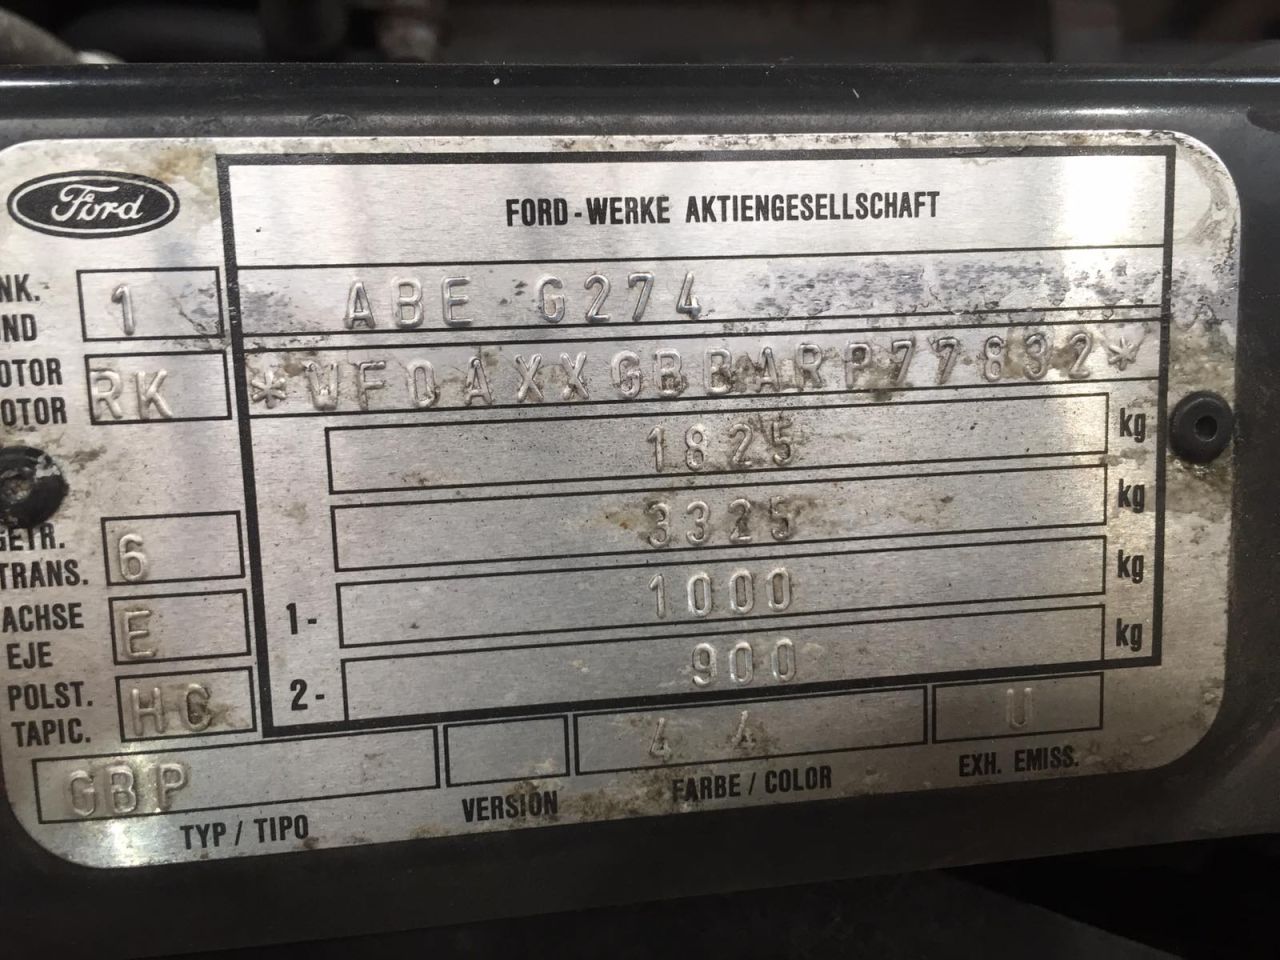 Ford
FORD-WERKE AKTIENGESELLSCHAFT
NK.
ND
1
ABE G274
OTOR
OTOR
RK
*WF0AXXGBBARP77832*
1825 kg
3325 kg
GETR.
TRANS.
6
1- 1000 kg
ACHSE
EJE
E
2- 900 kg
POLST.
TAPIC.
HC
GBP
4 4
U
TYP / TIPO
VERSION
FARBE / COLOR
EXH. EMISS.